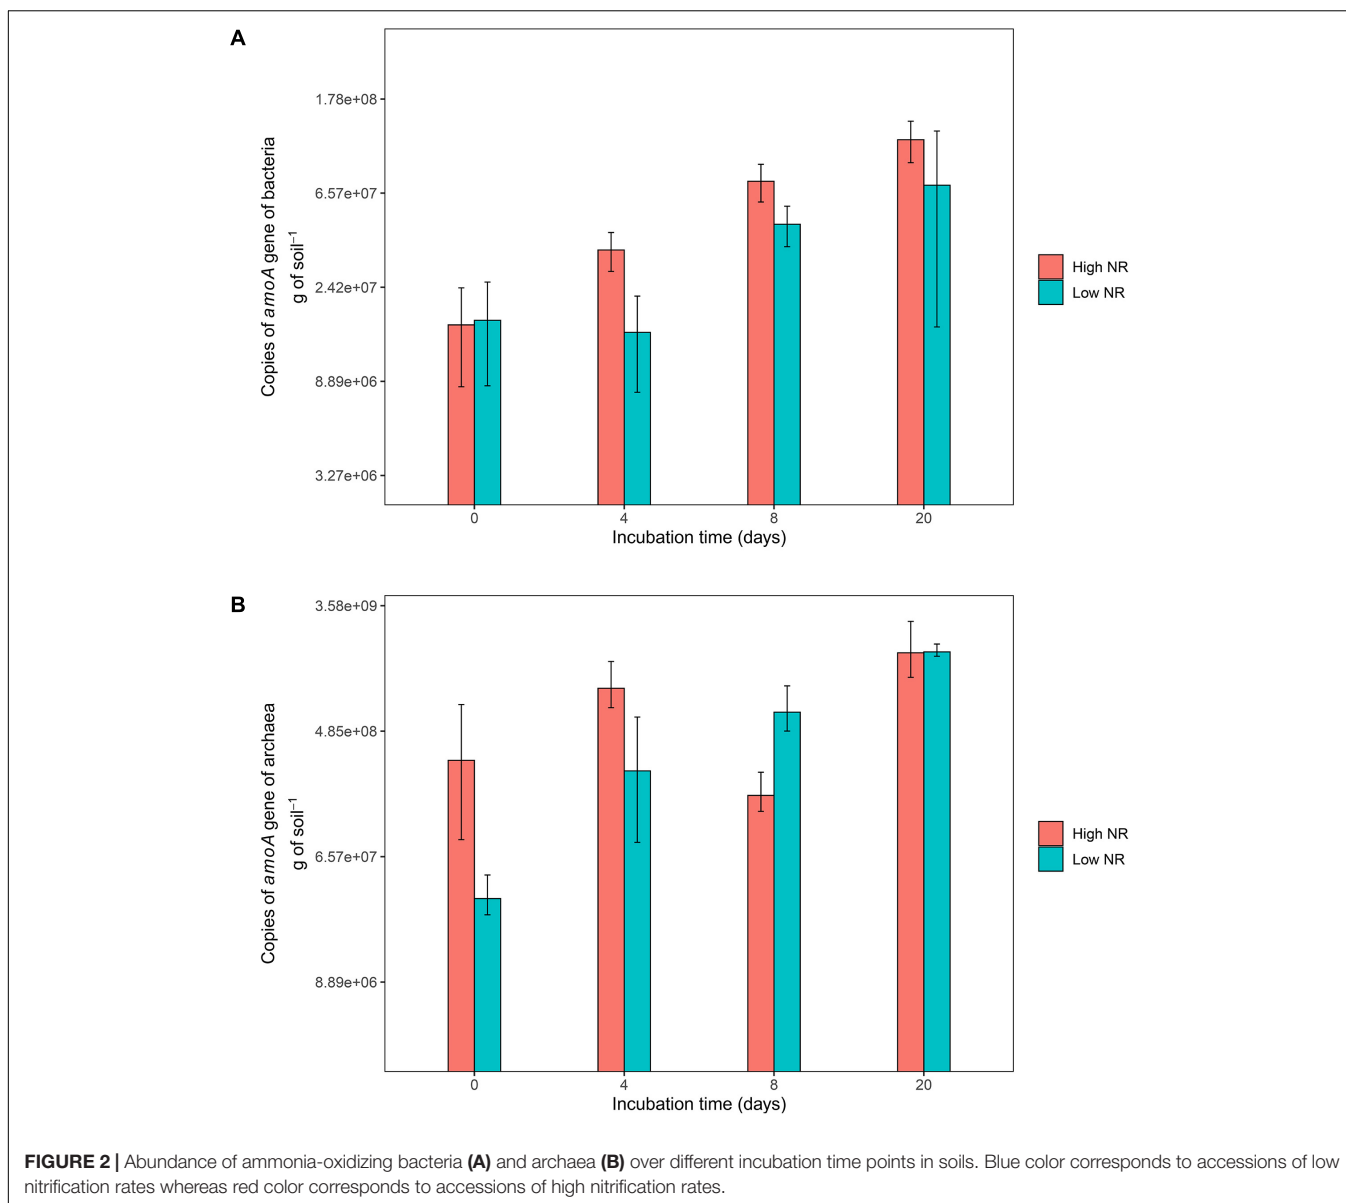 A
1.78e+08
6.57e+07
2.42e+07
8.89e+06
3.27e+06
Copies of amoA gene of bacteria
g of soil⁻¹
0 4 8 20
Incubation time (days)
High NR
Low NR
B
3.58e+09
4.85e+08
6.57e+07
8.89e+06
Copies of amoA gene of archaea
g of soil⁻¹
0 4 8 20
Incubation time (days)
High NR
Low NR
FIGURE 2 | Abundance of ammonia-oxidizing bacteria (A) and archaea (B) over different incubation time points in soils. Blue color corresponds to accessions of low
nitrification rates whereas red color corresponds to accessions of high nitrification rates.